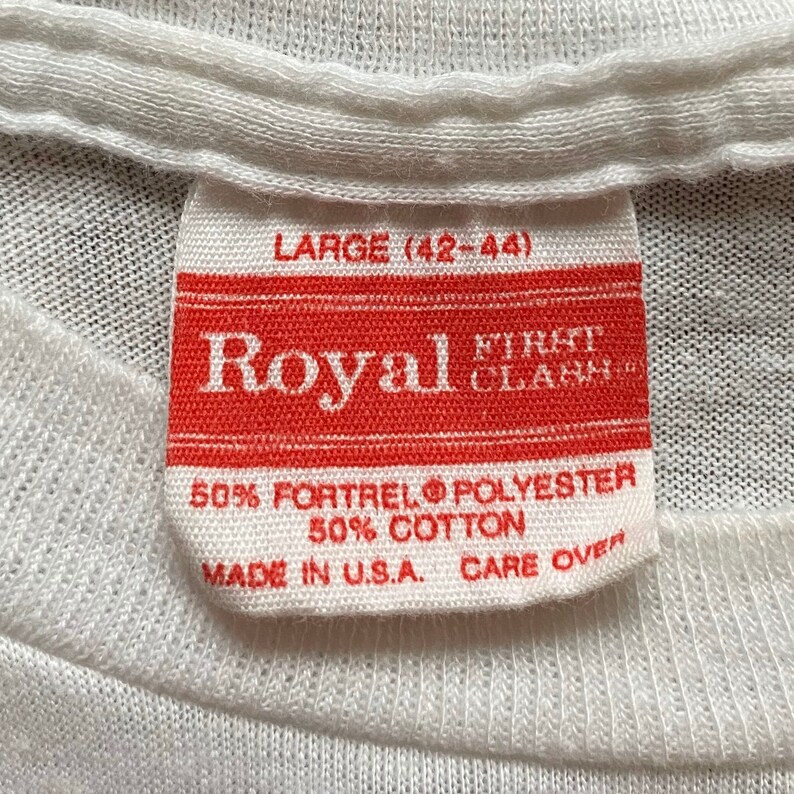 LARGE (42-44)
Royal FIRST CLASS
50% FORTREL® POLYESTER
50% COTTON
MADE IN U.S.A. CARE OVER